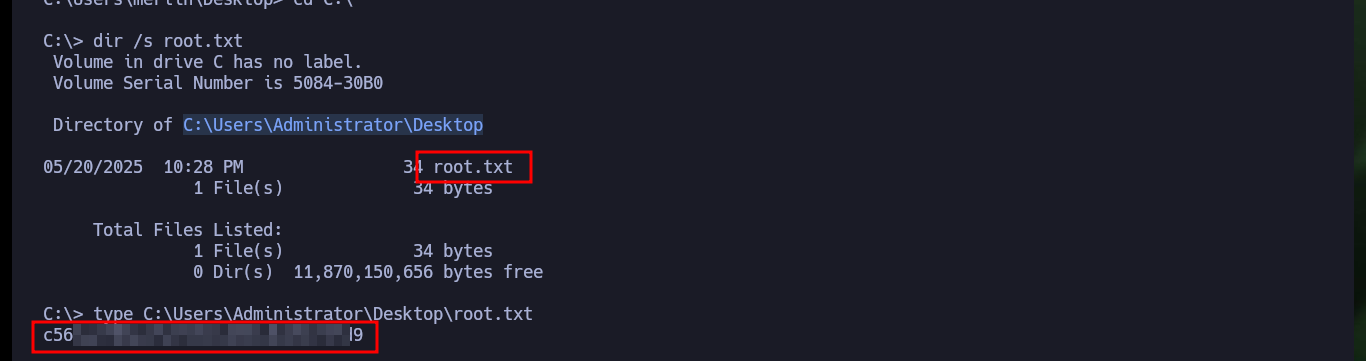 C:\Users\merlin\Desktop> cd C:\
C:\> dir /s root.txt
Volume in drive C has no label.
Volume Serial Number is 5084-30B0
Directory of C:\Users\Administrator\Desktop
05/20/2025 10:28 PM 34 root.txt
1 File(s) 34 bytes
Total Files Listed:
1 File(s) 34 bytes
0 Dir(s) 11,870,150,656 bytes free
C:\> type C:\Users\Administrator\Desktop\root.txt
c56 d9